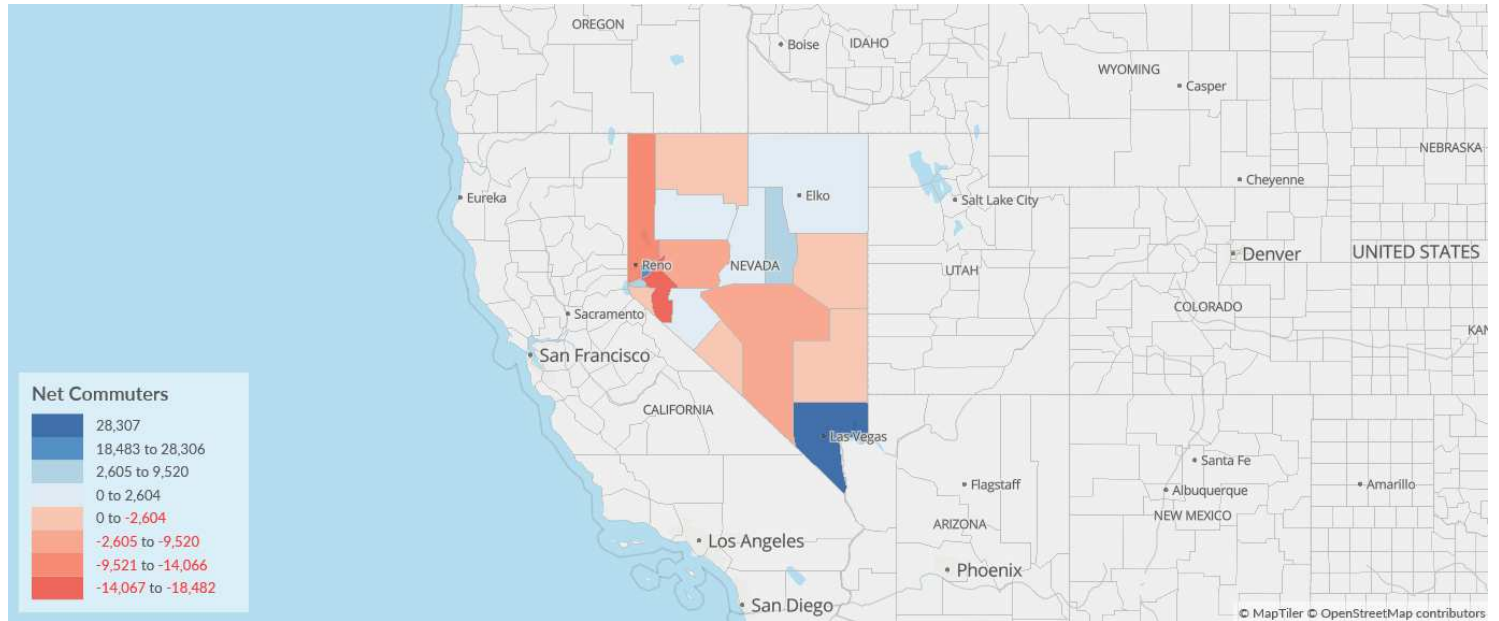 OREGON
Boise
IDAHO
WYOMING
Casper
NEBRASKA
Cheyenne
Eureka
Elko
Salt Lake City
Reno
NEVADA
UTAH
Denver
UNITED STATES
COLORADO
KAN
Sacramento
San Francisco
CALIFORNIA
Las Vegas
Santa Fe
Flagstaff
Albuquerque
Amarillo
NEW MEXICO
ARIZONA
Los Angeles
Phoenix
San Diego
Net Commuters
28,307
18,483 to 28,306
2,605 to 9,520
0 to 2,604
0 to -2,604
-2,605 to -9,520
-9,521 to -14,066
-14,067 to -18,482
© MapTiler © OpenStreetMap contributors